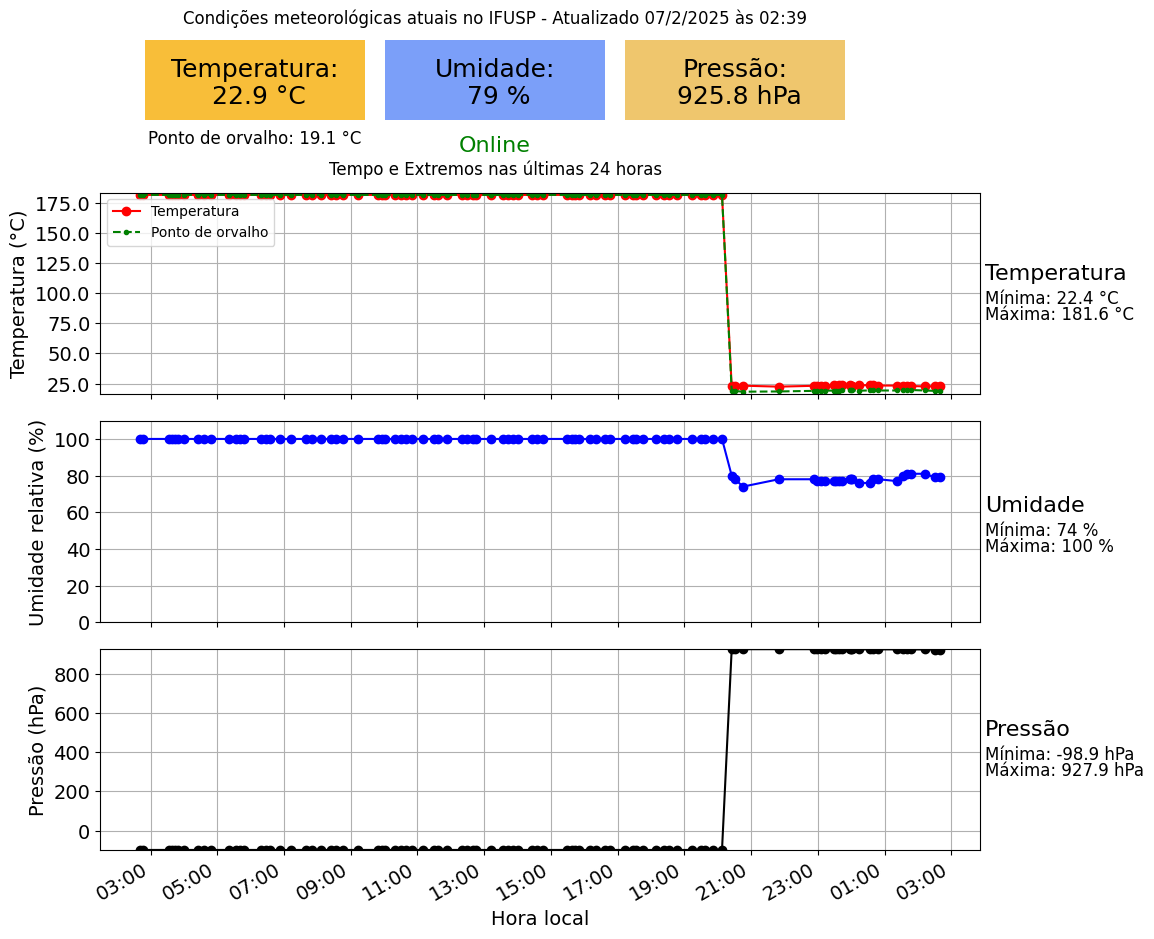 Condições meteorológicas atuais no IFUSP - Atualizado 07/2/2025 às 02:39
Temperatura:
22.9 °C
Umidade:
79 %
Pressão:
925.8 hPa
Ponto de orvalho: 19.1 °C
Online
Tempo e Extremos nas últimas 24 horas
Temperatura (°C)
175.0
150.0
125.0
100.0
75.0
50.0
25.0
Temperatura
Ponto de orvalho
Temperatura
Mínima: 22.4 °C
Máxima: 181.6 °C
Umidade relativa (%)
100
80
60
40
20
0
Umidade
Mínima: 74 %
Máxima: 100 %
Pressão (hPa)
800
600
400
200
0
Pressão
Mínima: -98.9 hPa
Máxima: 927.9 hPa
03:00 05:00 07:00 09:00 11:00 13:00 15:00 17:00 19:00 21:00 23:00 01:00 03:00
Hora local